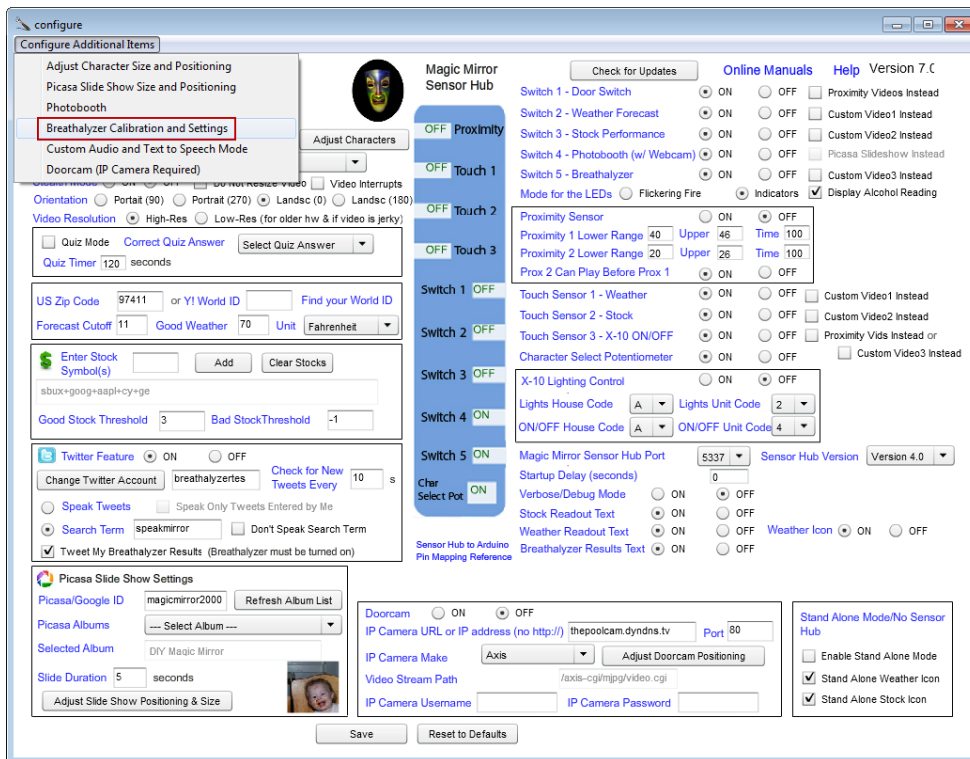 configure
Configure Additional Items
Adjust Character Size and Positioning
Picasa Slide Show Size and Positioning
Photobooth
Breathalyzer Calibration and Settings
Custom Audio and Text to Speech Mode
Doorcam (IP Camera Required)
Adjust Characters
Stealth Mode ON OFF Do Not Resize Video Video Interrupts
Orientation Portait (90) Portrait (270) Landsc (0) Landsc (180)
Video Resolution High-Res Low-Res (for older hw & if video is jerky)
Quiz Mode Correct Quiz Answer Select Quiz Answer
Quiz Timer 120 seconds
US Zip Code 97411 or Y! World ID Find your World ID
Forecast Cutoff 11 Good Weather 70 Unit Fahrenheit
Enter Stock Symbol(s) Add Clear Stocks
sbux+goog+aapl+cy+ge
Good Stock Threshold 3 Bad StockThreshold -1
Twitter Feature ON OFF
Change Twitter Account breathalyzertes Check for New Tweets Every 10 s
Speak Tweets Speak Only Tweets Entered by Me
Search Term speakmirror Don't Speak Search Term
Tweet My Breathalyzer Results (Breathalyzer must be turned on)
Picasa Slide Show Settings
Picasa/Google ID magicmirror2000 Refresh Album List
Picasa Albums --- Select Album ---
Selected Album DIY Magic Mirror
Slide Duration 5 seconds
Adjust Slide Show Positioning & Size
Magic Mirror
Sensor Hub
OFF Proximity
OFF Touch 1
OFF Touch 2
OFF Touch 3
Switch 1 OFF
Switch 2 OFF
Switch 3 OFF
Switch 4 ON
Switch 5 ON
Char
Select Pot ON
Sensor Hub to Arduino
Pin Mapping Reference
Check for Updates Online Manuals Help Version 7.0
Switch 1 - Door Switch ON OFF Proximity Videos Instead
Switch 2 - Weather Forecast ON OFF Custom Video1 Instead
Switch 3 - Stock Performance ON OFF Custom Video2 Instead
Switch 4 - Photobooth (w/ Webcam) ON OFF Picasa Slideshow Instead
Switch 5 - Breathalyzer ON OFF Custom Video3 Instead
Mode for the LEDs Flickering Fire Indicators Display Alcohol Reading
Proximity Sensor ON OFF
Proximity 1 Lower Range 40 Upper 46 Time 100
Proximity 2 Lower Range 20 Upper 26 Time 100
Prox 2 Can Play Before Prox 1 ON OFF
Touch Sensor 1 - Weather ON OFF Custom Video1 Instead
Touch Sensor 2 - Stock ON OFF Custom Video2 Instead
Touch Sensor 3 - X-10 ON/OFF ON OFF Proximity Vids Instead or
Character Select Potentiometer ON OFF Custom Video3 Instead
X-10 Lighting Control ON OFF
Lights House Code A Lights Unit Code 2
ON/OFF House Code A ON/OFF Unit Code 4
Magic Mirror Sensor Hub Port 5337 Sensor Hub Version Version 4.0
Startup Delay (seconds) 0
Verbose/Debug Mode ON OFF
Stock Readout Text ON OFF
Weather Readout Text ON OFF Weather Icon ON OFF
Breathalyzer Results Text ON OFF
Doorcam ON OFF
IP Camera URL or IP address (no http://) thepoolcam.dyndns.tv Port 80
IP Camera Make Axis Adjust Doorcam Positioning
Video Stream Path /axis-cgi/mjpg/video.cgi
IP Camera Username IP Camera Password
Stand Alone Mode/No Sensor
Hub
Enable Stand Alone Mode
Stand Alone Weather Icon
Stand Alone Stock Icon
Save Reset to Defaults